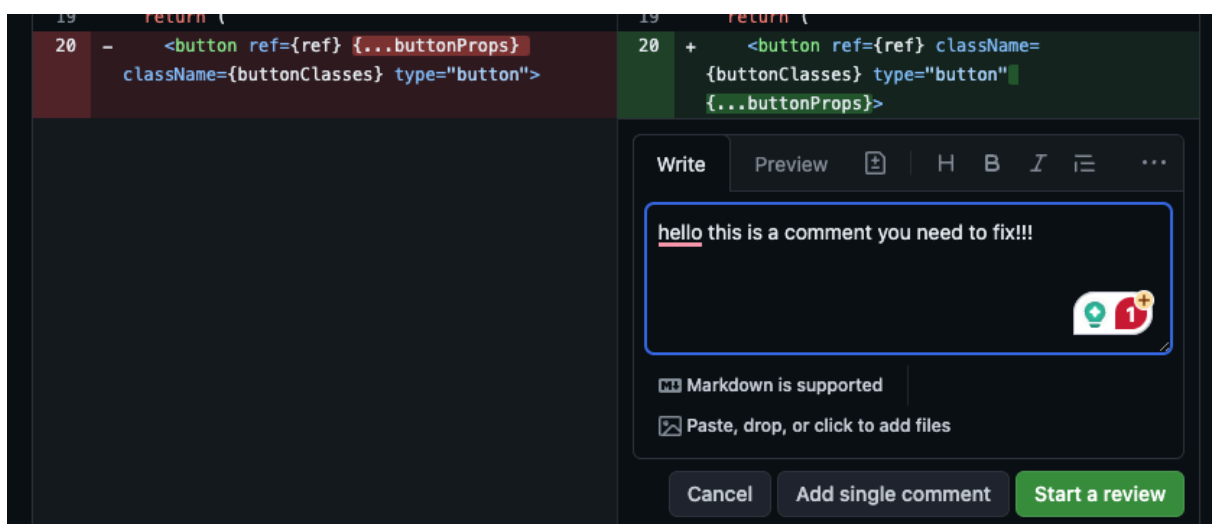 19 return (
20 - <button ref={ref} {...buttonProps}
className={buttonClasses} type="button">
19 return (
20 + <button ref={ref} className=
{buttonClasses} type="button"
{...buttonProps}>
Write Preview H B I ...
hello this is a comment you need to fix!!!
1
Markdown is supported
Paste, drop, or click to add files
Cancel Add single comment Start a review